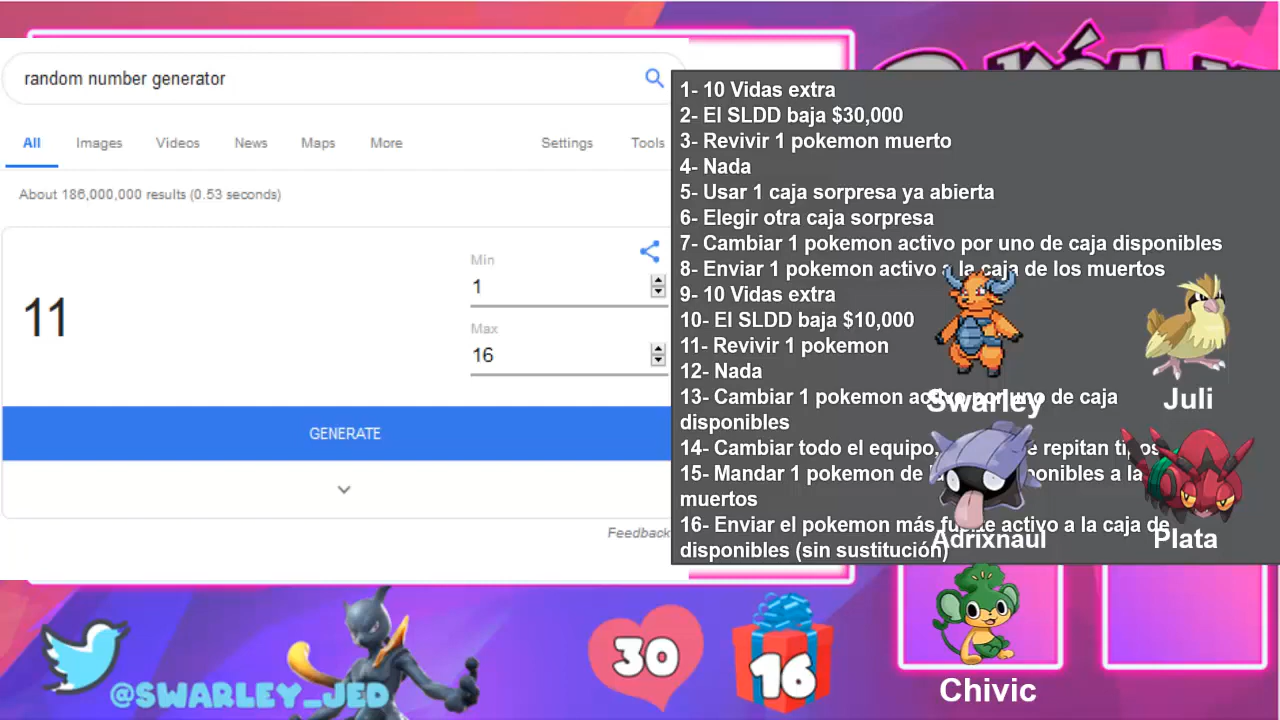 random number generator
All Images Videos News Maps More Settings Tools
About 186,000,000 results (0.53 seconds)
11
Min
1
Max
16
GENERATE
Feedback
1- 10 Vidas extra
2- El SLDD baja $30,000
3- Revivir 1 pokemon muerto
4- Nada
5- Usar 1 caja sorpresa ya abierta
6- Elegir otra caja sorpresa
7- Cambiar 1 pokemon activo por uno de caja disponibles
8- Enviar 1 pokemon activo a la caja de los muertos
9- 10 Vidas extra
10- El SLDD baja $10,000
11- Revivir 1 pokemon
12- Nada
13- Cambiar 1 pokemon activo por uno de caja
disponibles
14- Cambiar todo el equipo, repitan tipos
15- Mandar 1 pokemon de a la
muertos
16- Enviar el pokemon más fuerte activo a la caja de
disponibles (sin sustitución)
Swarley
Juli
Adrixnaul
Plata
Chivic
@SWARLEY_JED
30
16